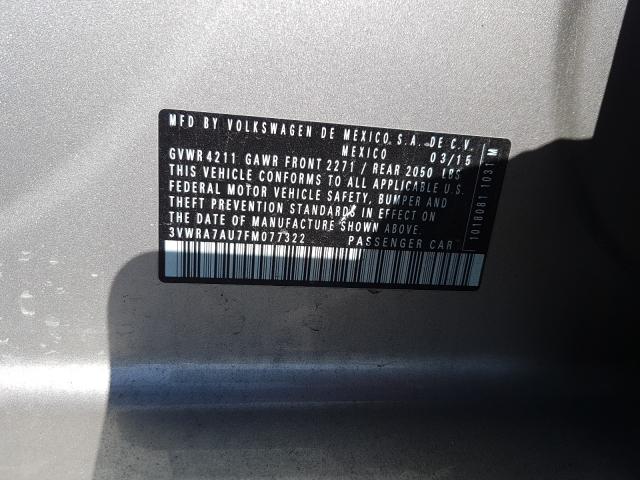 MFD BY VOLKSWAGEN DE MEXICO S.A. DE C.V.
MEXICO 03/15
GVWR 4211 GAWR FRONT 2271 / REAR 2050 LBS
THIS VEHICLE CONFORMS TO ALL APPLICABLE U.S.
FEDERAL MOTOR VEHICLE SAFETY, BUMPER AND
THEFT PREVENTION STANDARDS IN EFFECT ON
THE DATE OF MANUFACTURE SHOWN ABOVE.
3VWRA7AU7FM077322 PASSENGER CAR
1018081 1031 M